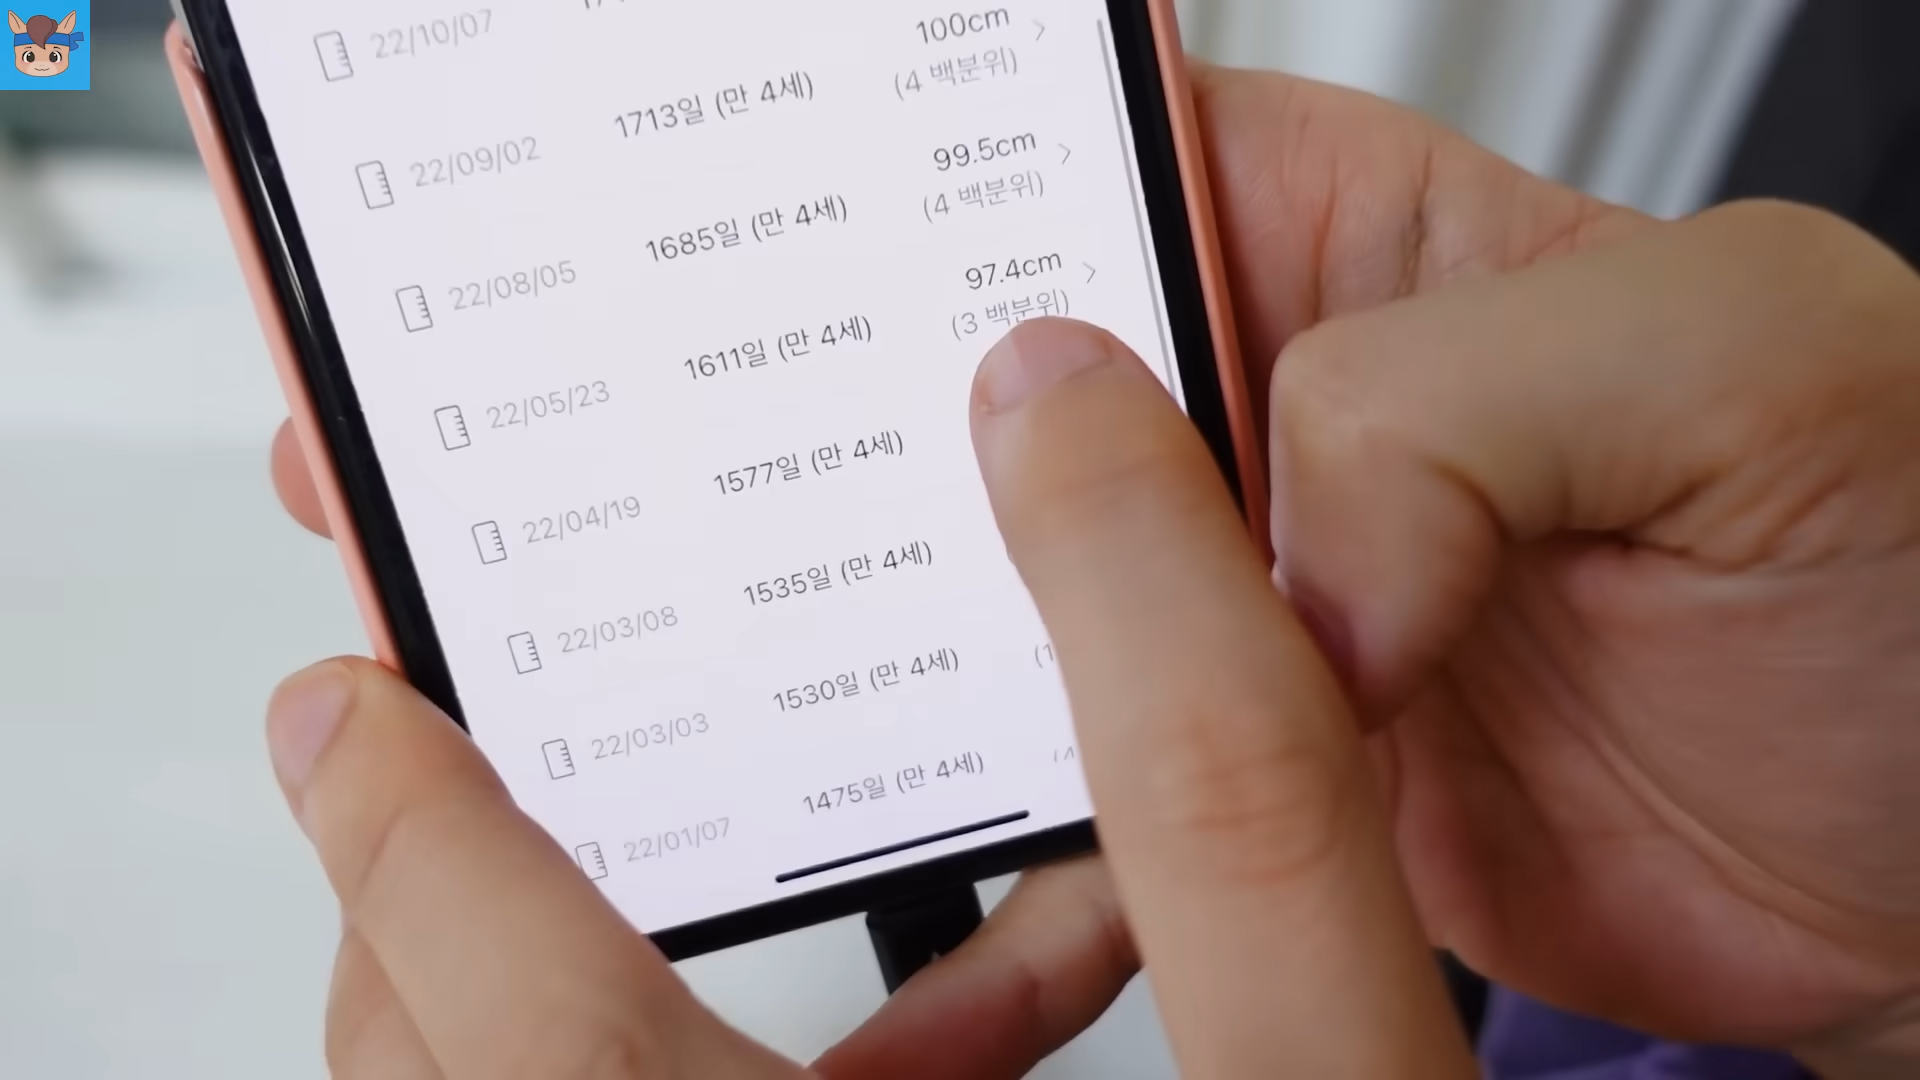 22/10/07
22/09/02 1713일 (만 4세) 100cm
(4 백분위)
22/08/05 1685일 (만 4세) 99.5cm
(4 백분위)
22/05/23 1611일 (만 4세) 97.4cm
(3 백분위)
22/04/19 1577일 (만 4세)
22/03/08 1535일 (만 4세)
22/03/03 1530일 (만 4세)
22/01/07 1475일 (만 4세)